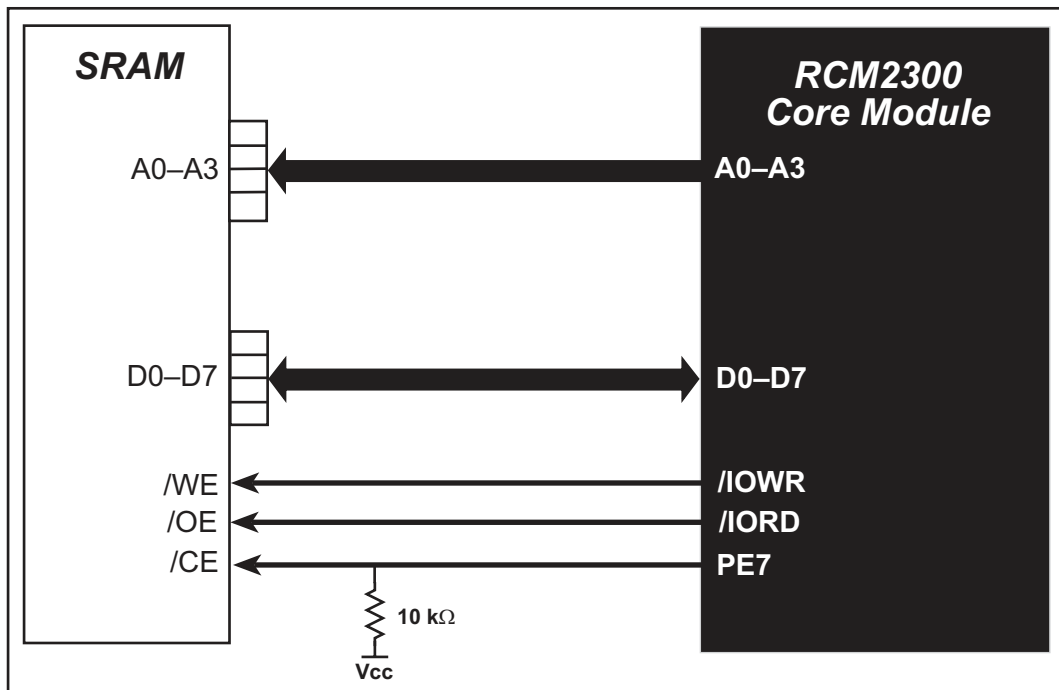 SRAM
A0–A3
D0–D7
/WE
/OE
/CE
10 kΩ
Vcc
RCM2300
Core Module
A0–A3
D0–D7
/IOWR
/IORD
PE7